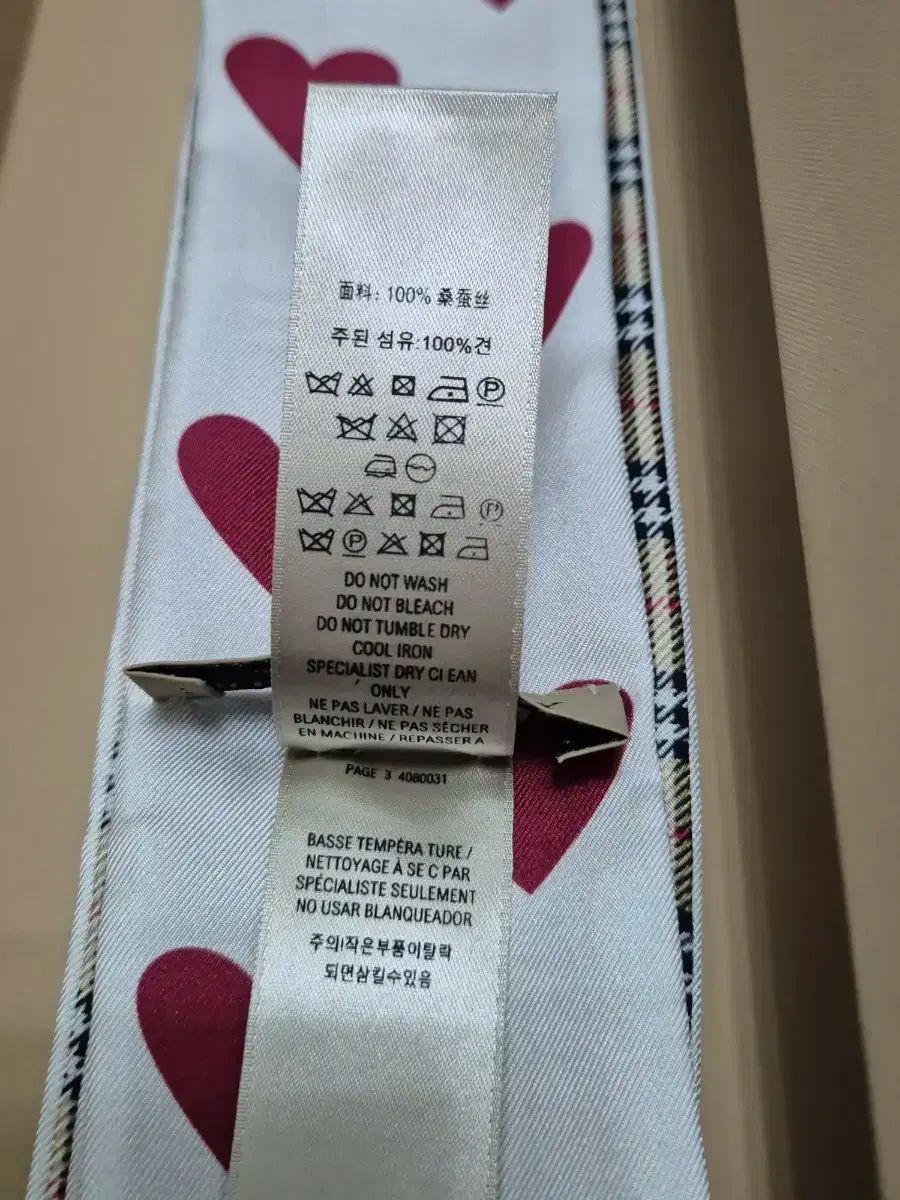 面料: 100% 桑蚕丝
주된 섬유:100%견
P
P
P
DO NOT WASH
DO NOT BLEACH
DO NOT TUMBLE DRY
COOL IRON
SPECIALIST DRY CLEAN
ONLY
NE PAS LAVER / NE PAS
BLANCHIR / NE PAS SÉCHER
EN MACHINE / REPASSER A
PAGE 3 4080031
BASSE TEMPÉRA TURE /
NETTOYAGE À SE C PAR
SPÉCIALISTE SEULEMENT
NO USAR BLANQUEADOR
주의!작은부품이탈락
되면삼킬수있음